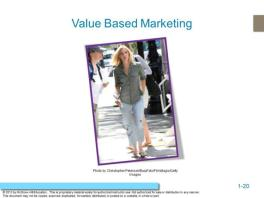 Value Based Marketing
Photo by Christopher Peterson/BuzzFoto/FilmMagic/Getty
Images
1-20
© 2013 by McGraw-Hill Education. This is proprietary material solely for authorized instructor use. Not authorized for sale or distribution in any manner.
This document may not be copied, scanned, duplicated, forwarded, distributed, or posted on a website, in whole or part.